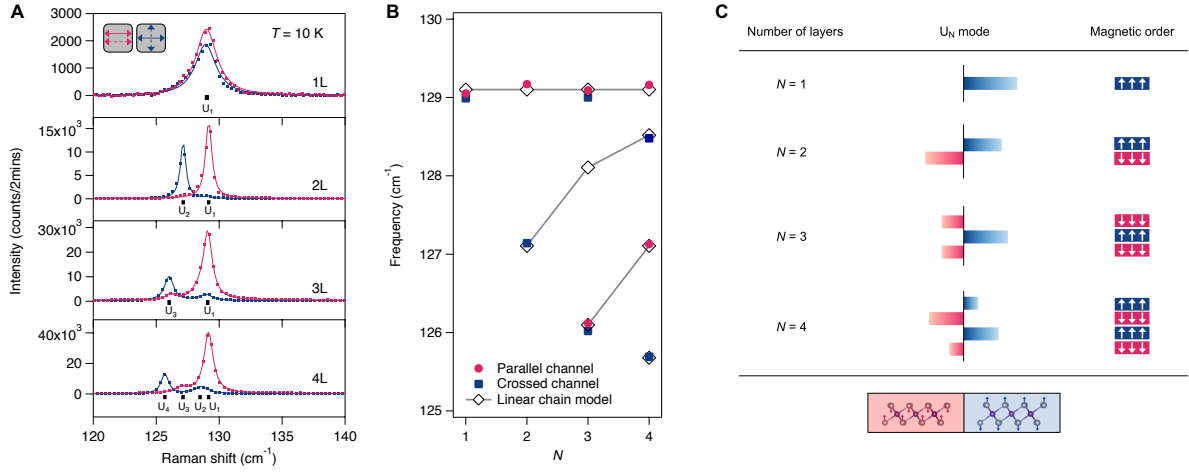 A
3000
2000
1000
0
T = 10 K
1L
U1
15x10³
10
5
0
2L
U2
U1
30x10³
20
10
0
3L
U3
U1
40x10³
20
0
4L
U4
U3
U2
U1
120
125
130
135
140
Raman shift (cm⁻¹)
Intensity (counts/2mins)
B
130
129
128
127
126
125
Frequency (cm⁻¹)
Parallel channel
Crossed channel
Linear chain model
1
2
3
4
N
C
Number of layers
UN mode
Magnetic order
N = 1
N = 2
N = 3
N = 4